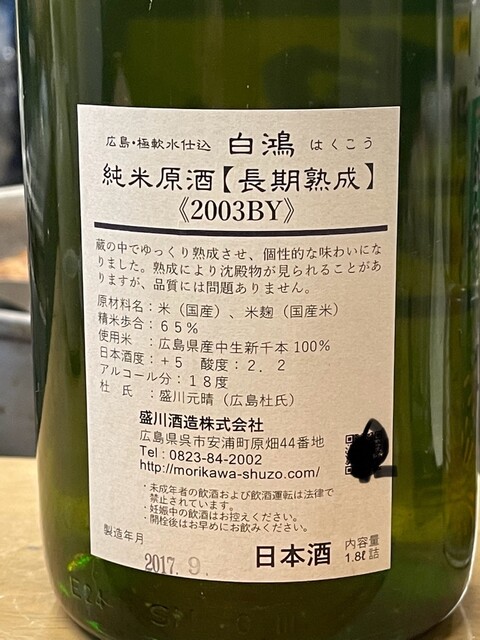 広島・極軟水仕込 白鴻 はくこう
純米原酒【長期熟成】
《2003BY》
蔵の中でゆっくり熟成させ、個性的な味わいにな
りました。熟成により沈殿物が見られることがあ
りますが、品質には問題ありません。
原材料名：米（国産）、米麹（国産米）
精米歩合：６５％
使用米　：広島県産中生新千本100％
日本酒度：＋５　酸度：２．２
アルコール分：１８度
杜　氏　：盛川元晴（広島杜氏）
盛川酒造株式会社
広島県呉市安浦町原畑44番地
Tel : 0823-84-2002
http://morikawa-shuzo.com/
・未成年者の飲酒および飲酒運転は法律で
禁止されています。
・妊娠中の飲酒はお控えください。
・開栓後はお早めにお飲みください。
製造年月
2017. 9.
日本酒
内容量
1.8ℓ詰